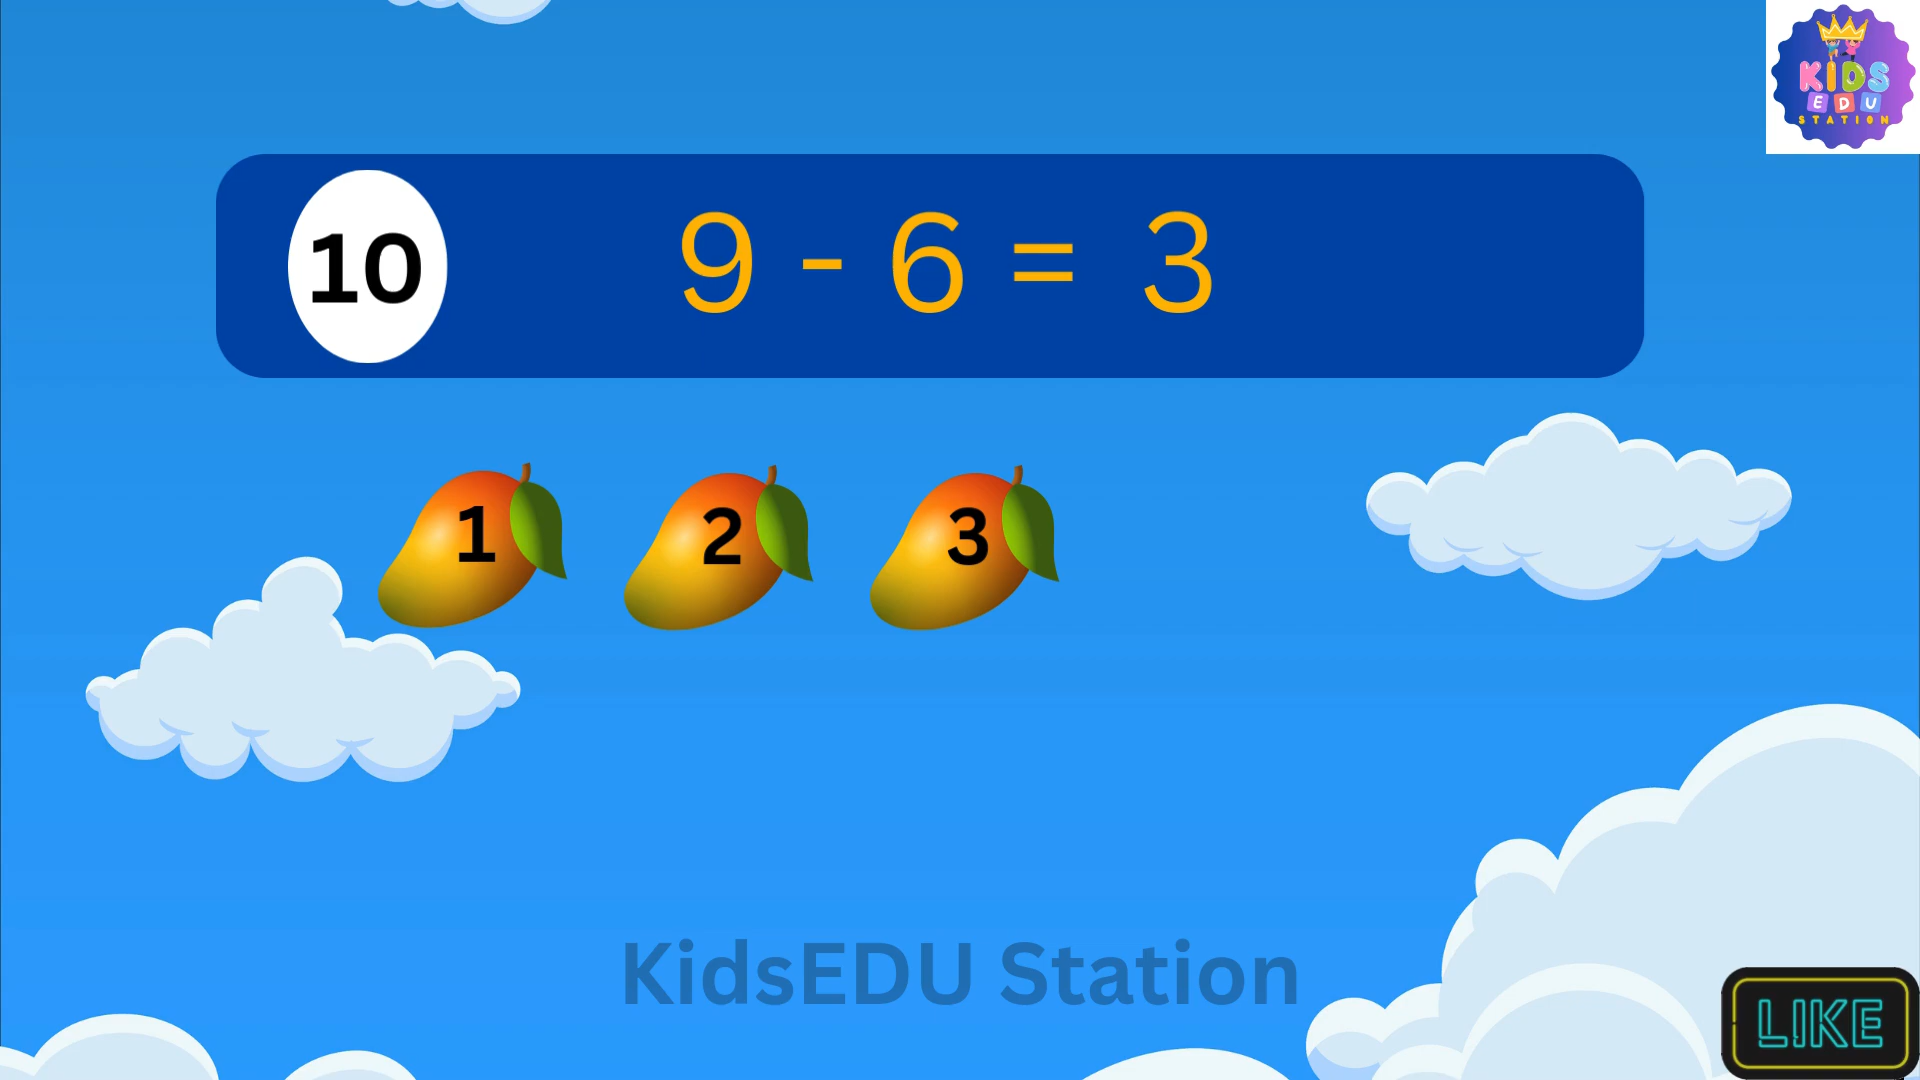 KIDS
EDU
STATION
10
9 - 6 = 3
1 2 3
KidsEDU Station
LIKE